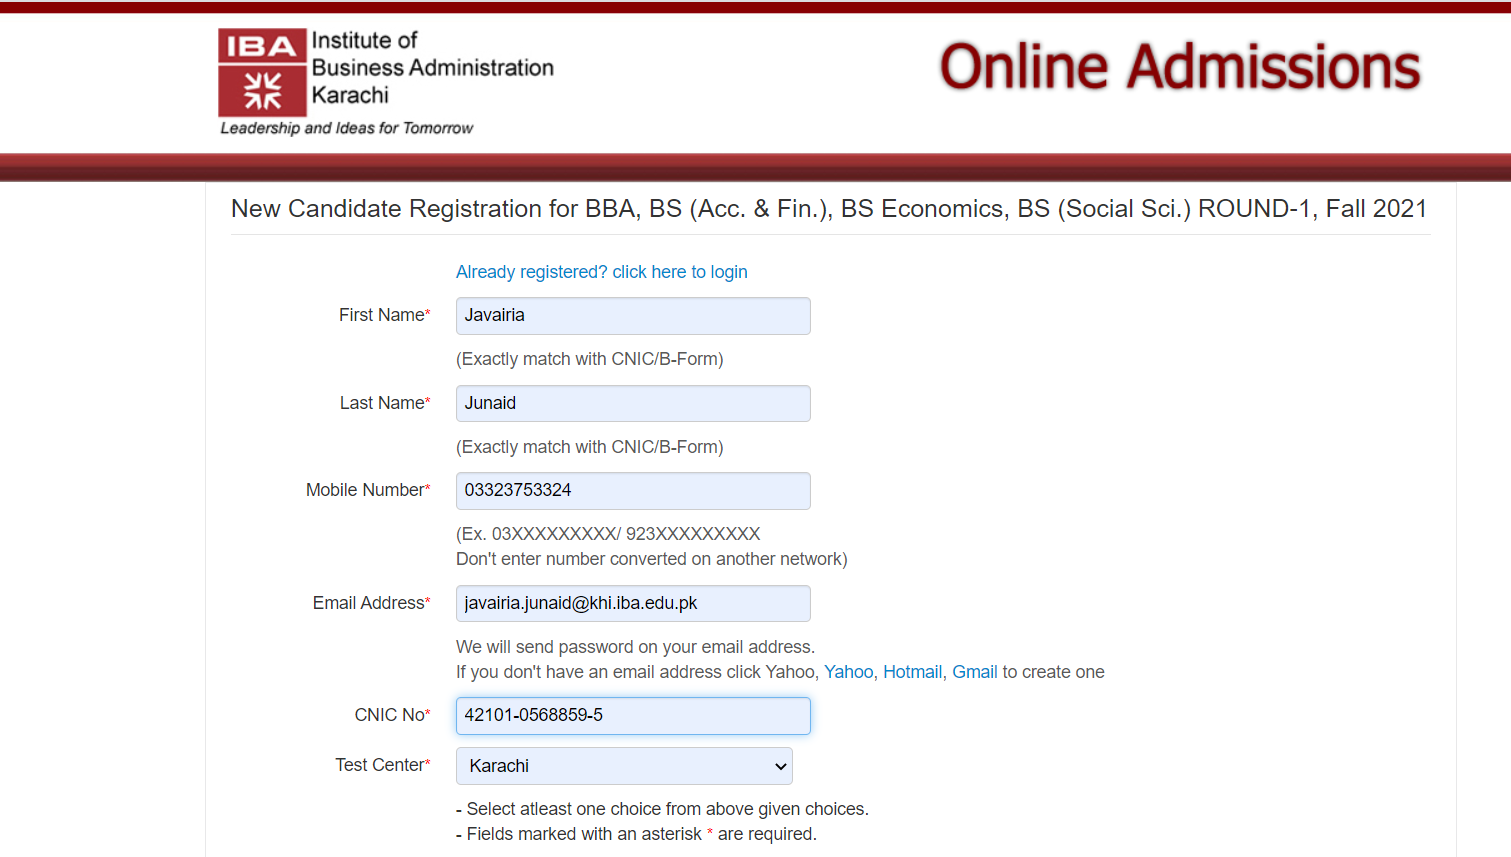 IBA
Institute of
Business Administration
Karachi
Leadership and Ideas for Tomorrow
Online Admissions
New Candidate Registration for BBA, BS (Acc. & Fin.), BS Economics, BS (Social Sci.) ROUND-1, Fall 2021
Already registered? click here to login
First Name* Javairia
(Exactly match with CNIC/B-Form)
Last Name* Junaid
(Exactly match with CNIC/B-Form)
Mobile Number* 03323753324
(Ex. 03XXXXXXXXX/ 923XXXXXXXXX
Don't enter number converted on another network)
Email Address* javairia.junaid@khi.iba.edu.pk
We will send password on your email address.
If you don't have an email address click Yahoo, Yahoo, Hotmail, Gmail to create one
CNIC No* 42101-0568859-5
Test Center* Karachi
- Select atleast one choice from above given choices.
- Fields marked with an asterisk * are required.